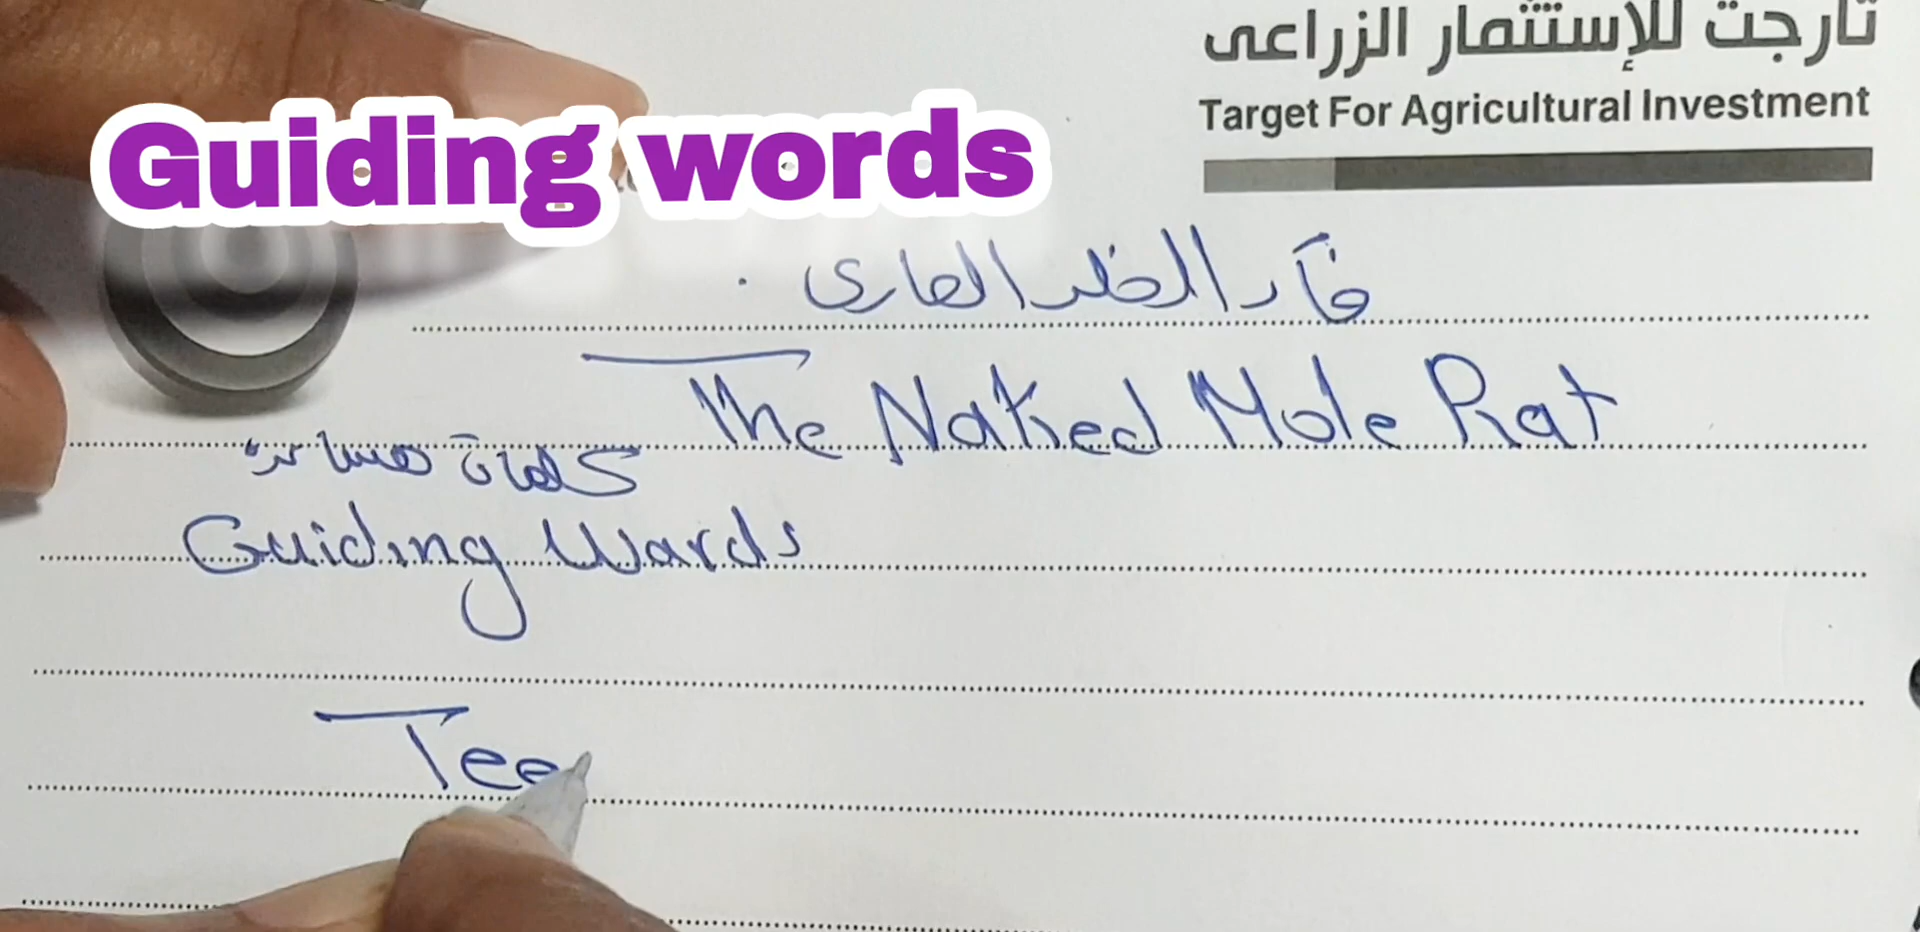 تارجت للإستثمار الزراعى
Target For Agricultural Investment
Guiding words
فأر الخلد العارى .
The Naked Mole Rat
كلمات مساعدة
Guiding Words
Tee